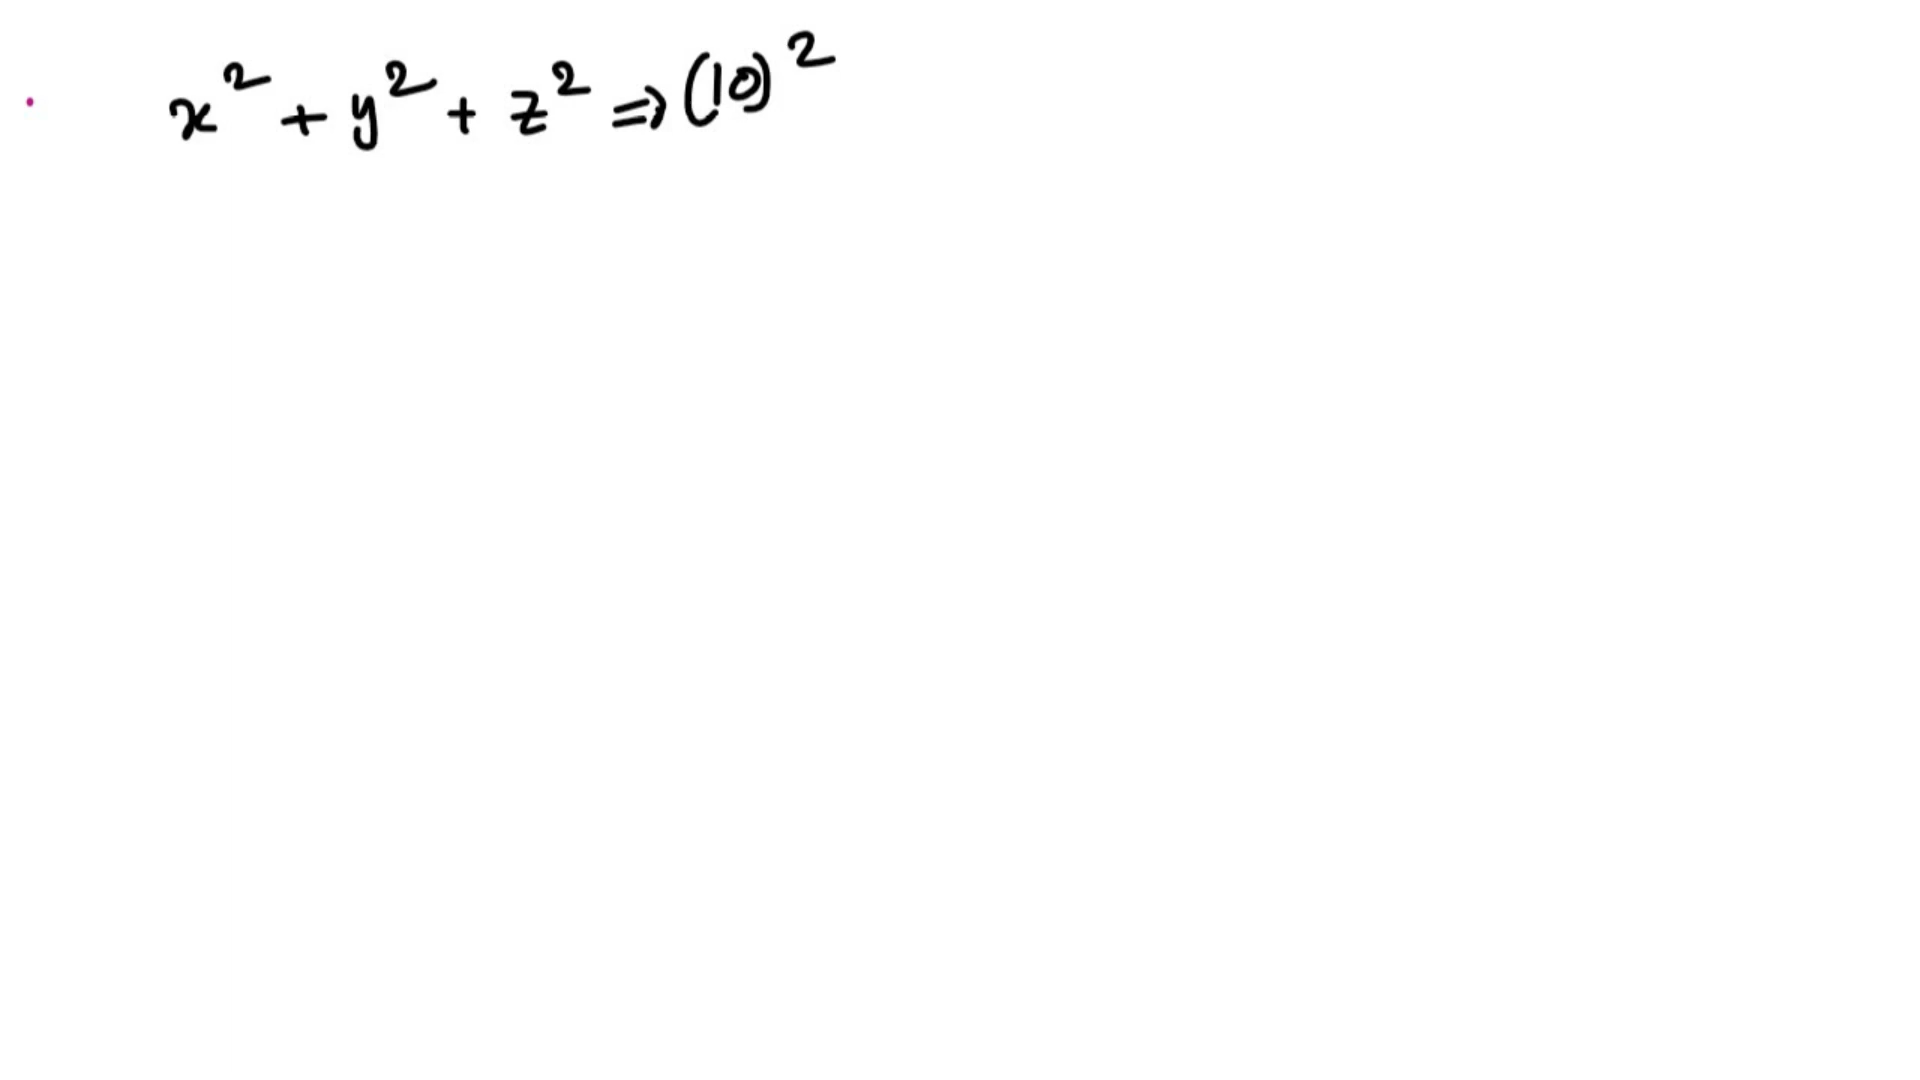 x² + y² + z² ⇒ (10)²